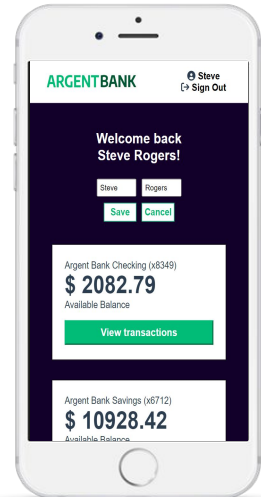 ARGENTBANK
Steve
Sign Out
Welcome back
Steve Rogers!
Steve Rogers
Save Cancel
Argent Bank Checking (x8349)
$ 2082.79
Available Balance
View transactions
Argent Bank Savings (x6712)
$ 10928.42
Available Balance